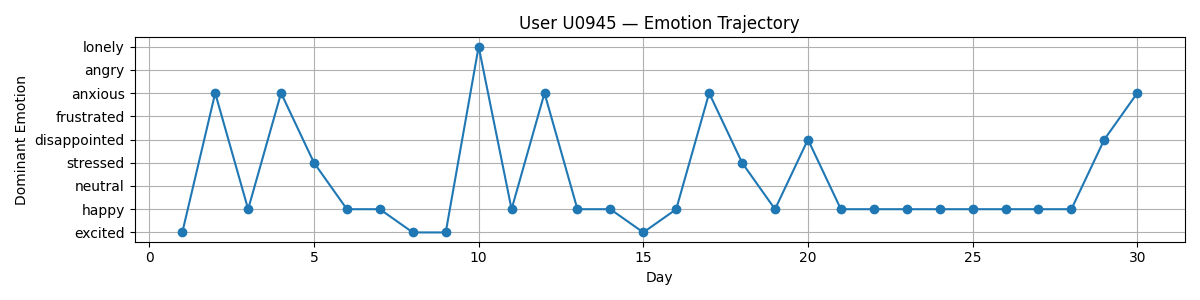 User U0945 — Emotion Trajectory
Dominant Emotion
lonely
angry
anxious
frustrated
disappointed
stressed
neutral
happy
excited
0 5 10 15 20 25 30
Day